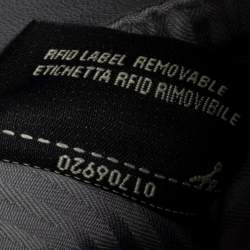 RFID LABEL REMOVABLE
ETICHETTA RFID RIMOVIBILE
01706920